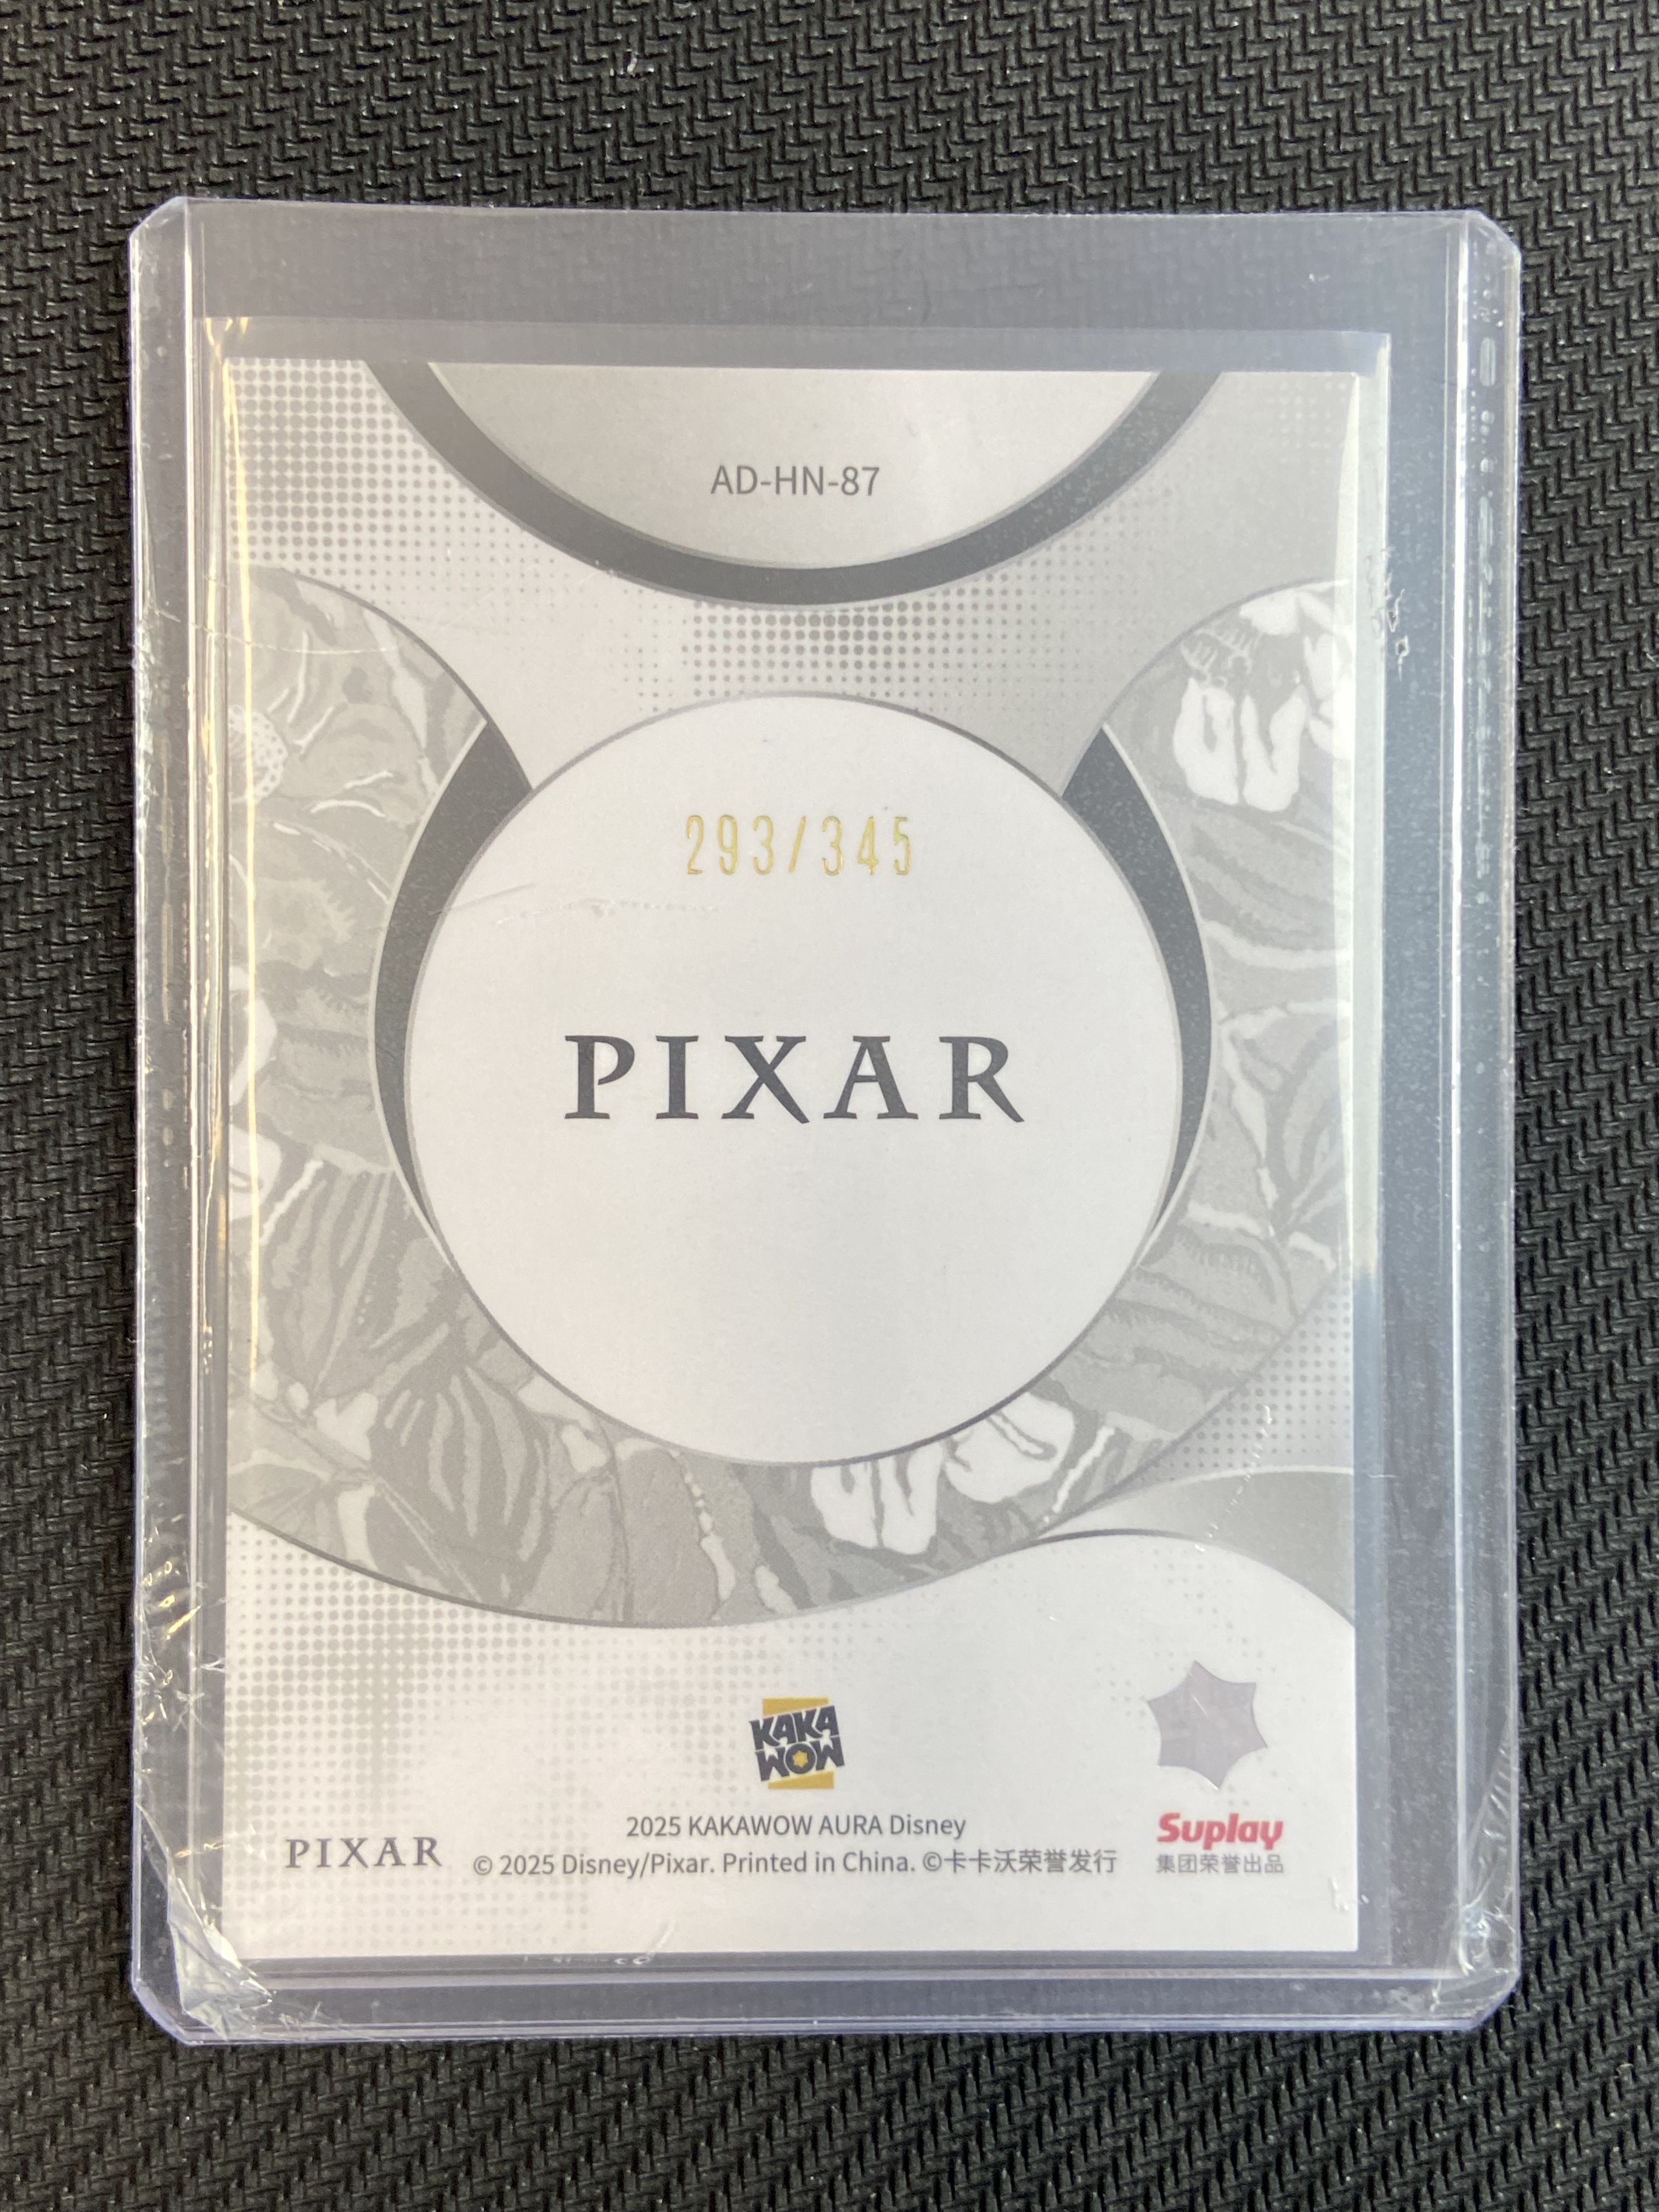 AD-HN-87
293/345
PIXAR
KAKA
WOW
2025 KAKAWOW AURA Disney
PIXAR
© 2025 Disney/Pixar. Printed in China. ©卡卡沃荣誉发行
Suplay
集团荣誉出品